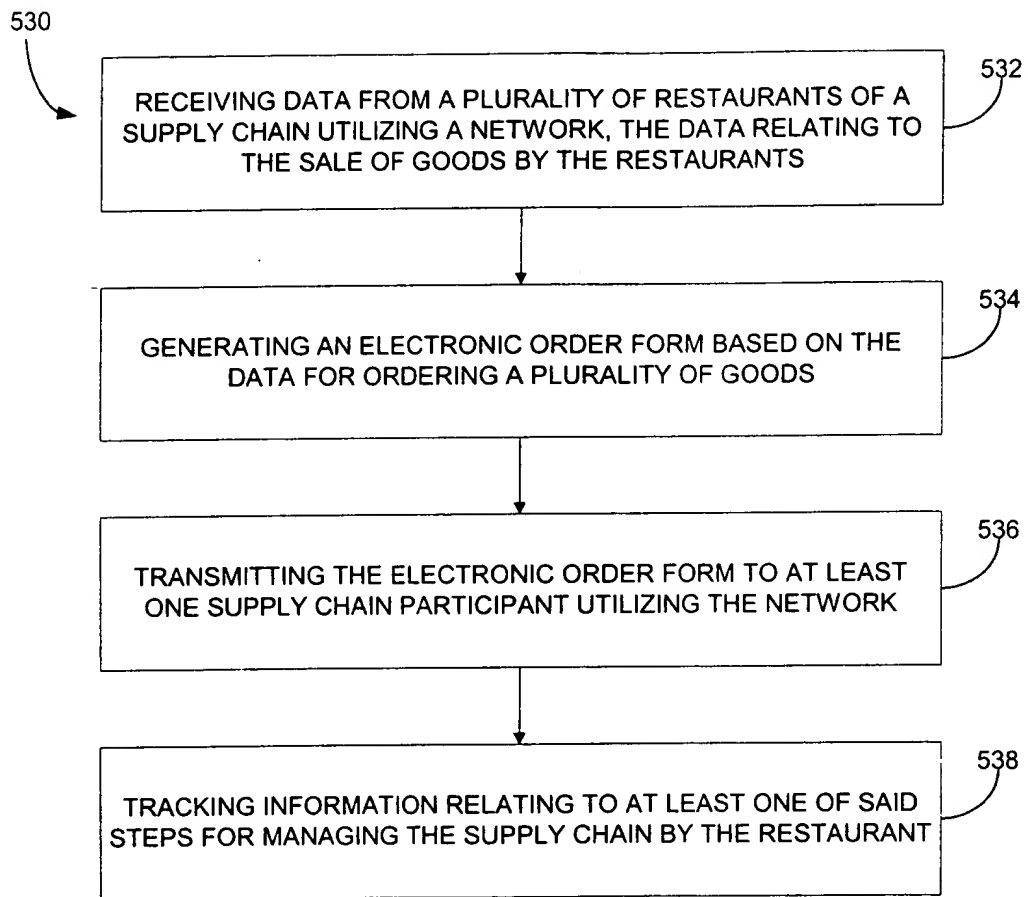 530
532
RECEIVING DATA FROM A PLURALITY OF RESTAURANTS OF A
SUPPLY CHAIN UTILIZING A NETWORK, THE DATA RELATING TO
THE SALE OF GOODS BY THE RESTAURANTS
534
GENERATING AN ELECTRONIC ORDER FORM BASED ON THE
DATA FOR ORDERING A PLURALITY OF GOODS
536
TRANSMITTING THE ELECTRONIC ORDER FORM TO AT LEAST
ONE SUPPLY CHAIN PARTICIPANT UTILIZING THE NETWORK
538
TRACKING INFORMATION RELATING TO AT LEAST ONE OF SAID
STEPS FOR MANAGING THE SUPPLY CHAIN BY THE RESTAURANT